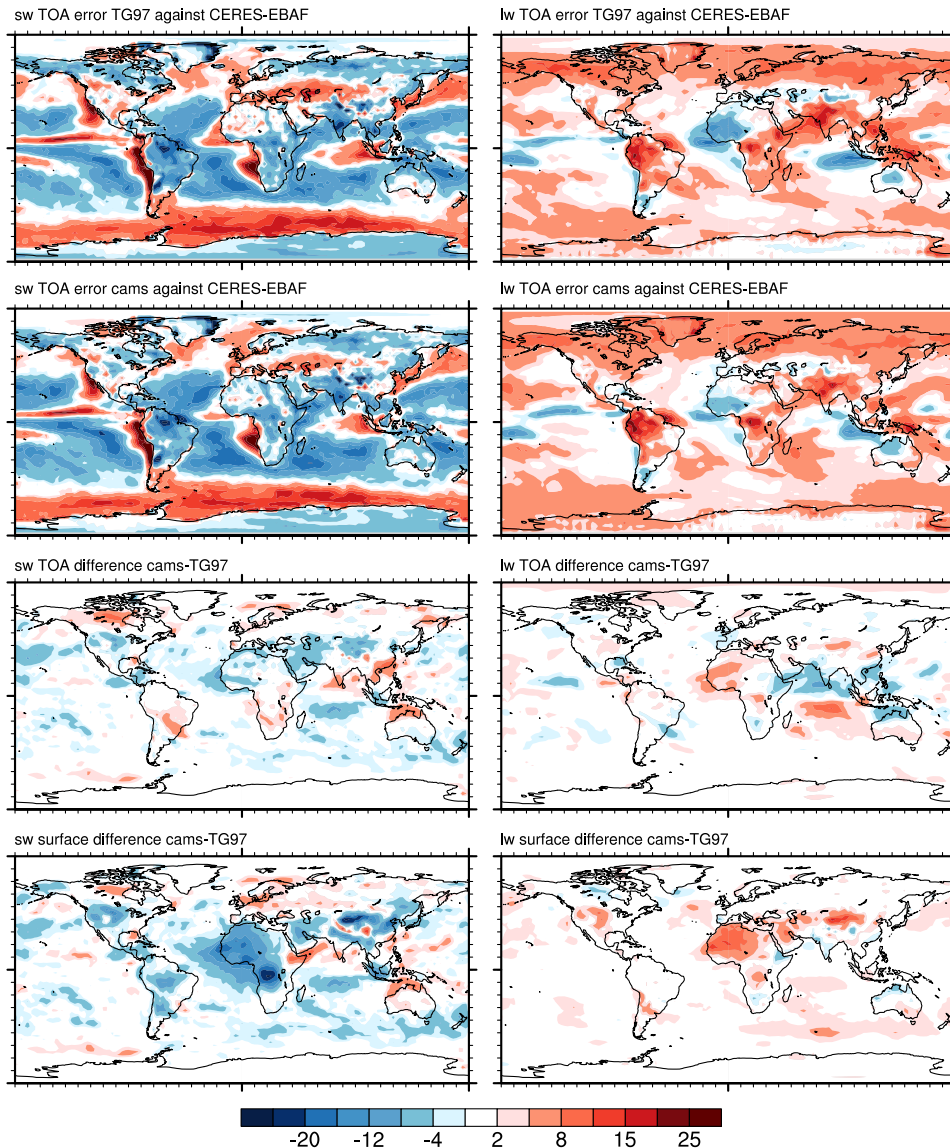 sw TOA error TG97 against CERES-EBAF
lw TOA error TG97 against CERES-EBAF
sw TOA error cams against CERES-EBAF
lw TOA error cams against CERES-EBAF
sw TOA difference cams-TG97
lw TOA difference cams-TG97
sw surface difference cams-TG97
lw surface difference cams-TG97
-20 -12 -4 2 8 15 25